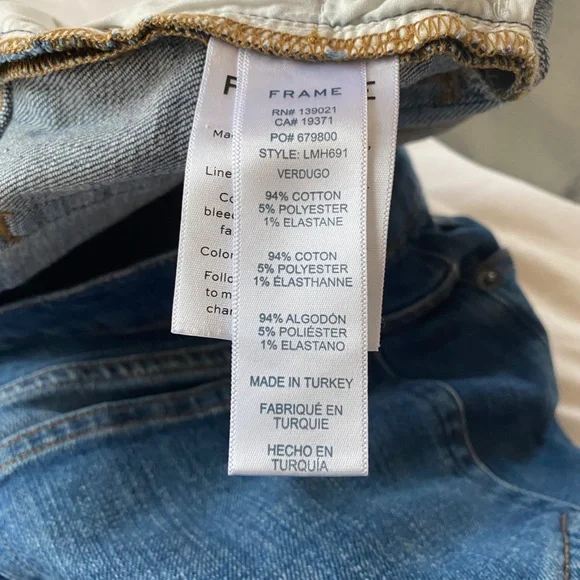 FRAME
RN# 139021
CA# 19371
PO# 679800
STYLE: LMH691
VERDUGO
94% COTTON
5% POLYESTER
1% ELASTANE
94% COTON
5% POLYESTER
1% ÉLASTHANNE
94% ALGODÓN
5% POLIÉSTER
1% ELASTANO
MADE IN TURKEY
FABRIQUÉ EN
TURQUIE
HECHO EN
TURQUÍA
to m